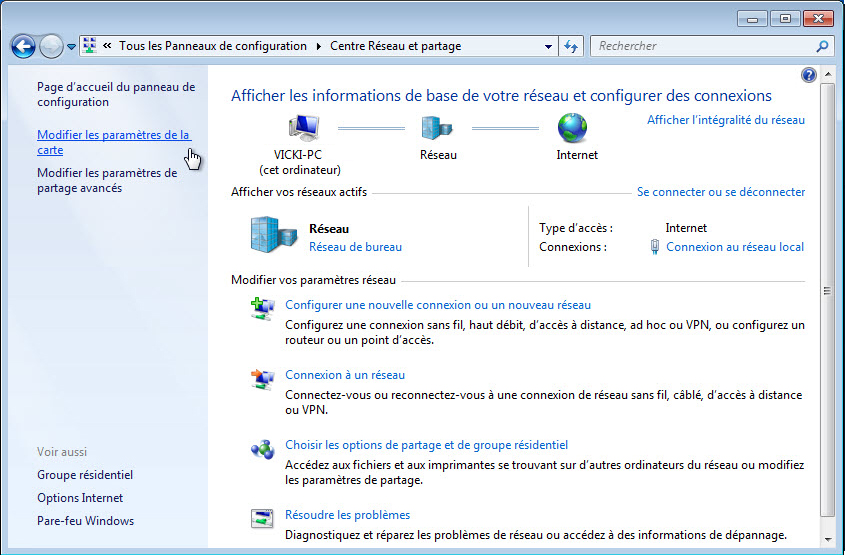 « Tous les Panneaux de configuration ▸ Centre Réseau et partage
Rechercher
Page d'accueil du panneau de
configuration
Modifier les paramètres de la
carte
Modifier les paramètres de
partage avancés
Voir aussi
Groupe résidentiel
Options Internet
Pare-feu Windows
Afficher les informations de base de votre réseau et configurer des connexions
Afficher l'intégralité du réseau
VICKI-PC
(cet ordinateur)
Réseau
Internet
Afficher vos réseaux actifs
Se connecter ou se déconnecter
Réseau
Réseau de bureau
Type d'accès : Internet
Connexions : Connexion au réseau local
Modifier vos paramètres réseau
Configurer une nouvelle connexion ou un nouveau réseau
Configurez une connexion sans fil, haut débit, d'accès à distance, ad hoc ou VPN, ou configurez un
routeur ou un point d'accès.
Connexion à un réseau
Connectez-vous ou reconnectez-vous à une connexion de réseau sans fil, câblé, d'accès à distance
ou VPN.
Choisir les options de partage et de groupe résidentiel
Accédez aux fichiers et aux imprimantes se trouvant sur d'autres ordinateurs du réseau ou modifiez
les paramètres de partage.
Résoudre les problèmes
Diagnostiquez et réparez les problèmes de réseau ou accédez à des informations de dépannage.